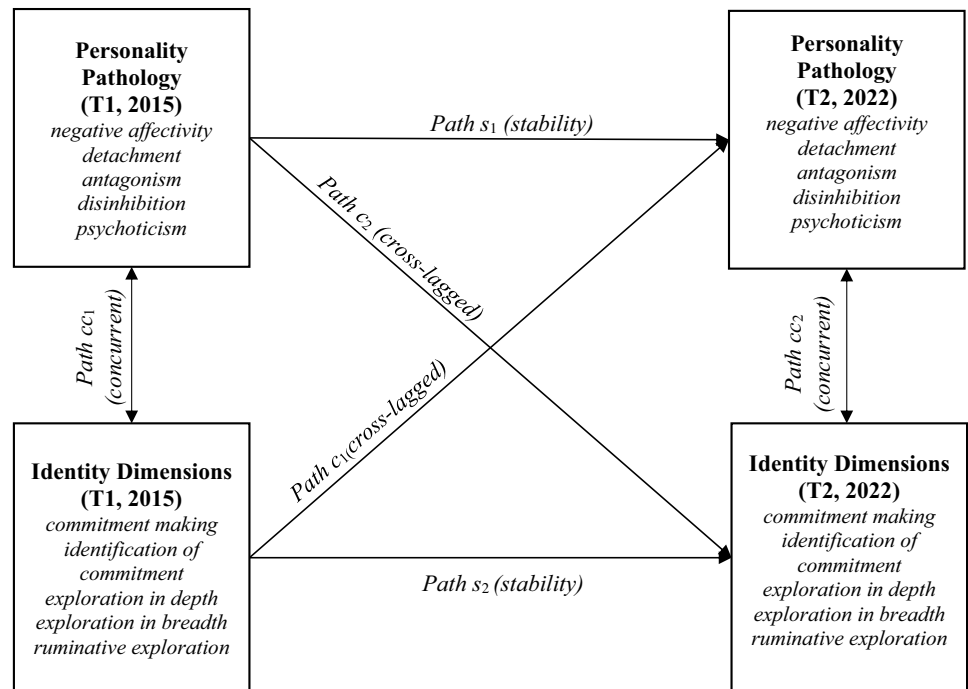 Personality
Pathology
(T1, 2015)
negative affectivity
detachment
antagonism
disinhibition
psychoticism
Personality
Pathology
(T2, 2022)
negative affectivity
detachment
antagonism
disinhibition
psychoticism
Path s1 (stability)
Path c2 (cross-lagged)
Path c1(cross-lagged)
Path cc1
(concurrent)
Path cc2
(concurrent)
Identity Dimensions
(T1, 2015)
commitment making
identification of
commitment
exploration in depth
exploration in breadth
ruminative exploration
Path s2 (stability)
Identity Dimensions
(T2, 2022)
commitment making
identification of
commitment
exploration in depth
exploration in breadth
ruminative exploration